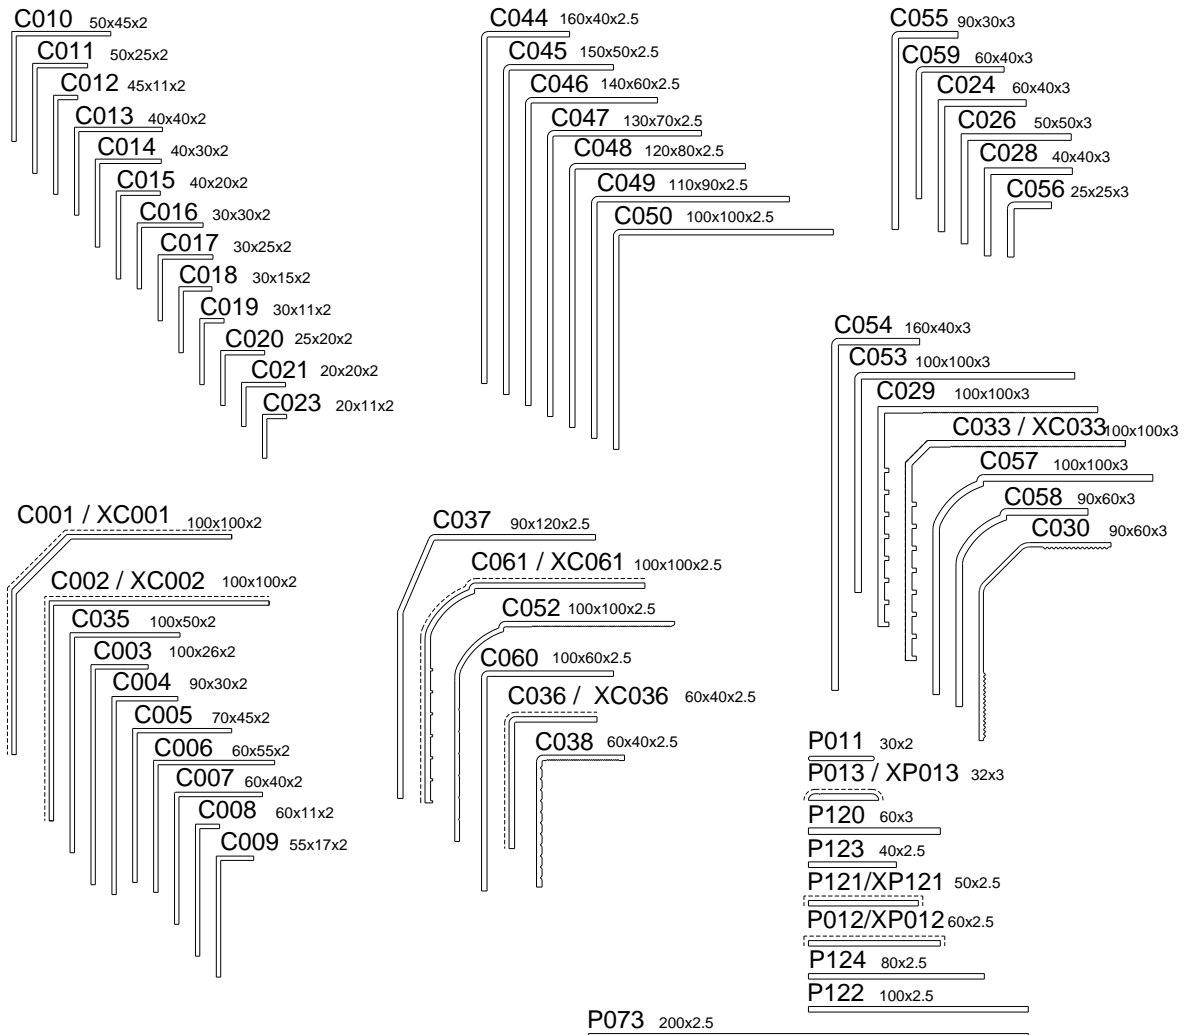 C010 50x45x2
C011 50x25x2
C012 45x11x2
C013 40x40x2
C014 40x30x2
C015 40x20x2
C016 30x30x2
C017 30x25x2
C018 30x15x2
C019 30x11x2
C020 25x20x2
C021 20x20x2
C023 20x11x2
C044 160x40x2.5
C045 150x50x2.5
C046 140x60x2.5
C047 130x70x2.5
C048 120x80x2.5
C049 110x90x2.5
C050 100x100x2.5
C055 90x30x3
C059 60x40x3
C024 60x40x3
C026 50x50x3
C028 40x40x3
C056 25x25x3
C054 160x40x3
C053 100x100x3
C029 100x100x3
C033 / XC033 100x100x3
C057 100x100x3
C058 90x60x3
C030 90x60x3
C001 / XC001 100x100x2
C002 / XC002 100x100x2
C035 100x50x2
C003 100x26x2
C004 90x30x2
C005 70x45x2
C006 60x55x2
C007 60x40x2
C008 60x11x2
C009 55x17x2
C037 90x120x2.5
C061 / XC061 100x100x2.5
C052 100x100x2.5
C060 100x60x2.5
C036 / XC036 60x40x2.5
C038 60x40x2.5
P011 30x2
P013 / XP013 32x3
P120 60x3
P123 40x2.5
P121/XP121 50x2.5
P012/XP012 60x2.5
P124 80x2.5
P122 100x2.5
P073 200x2.5